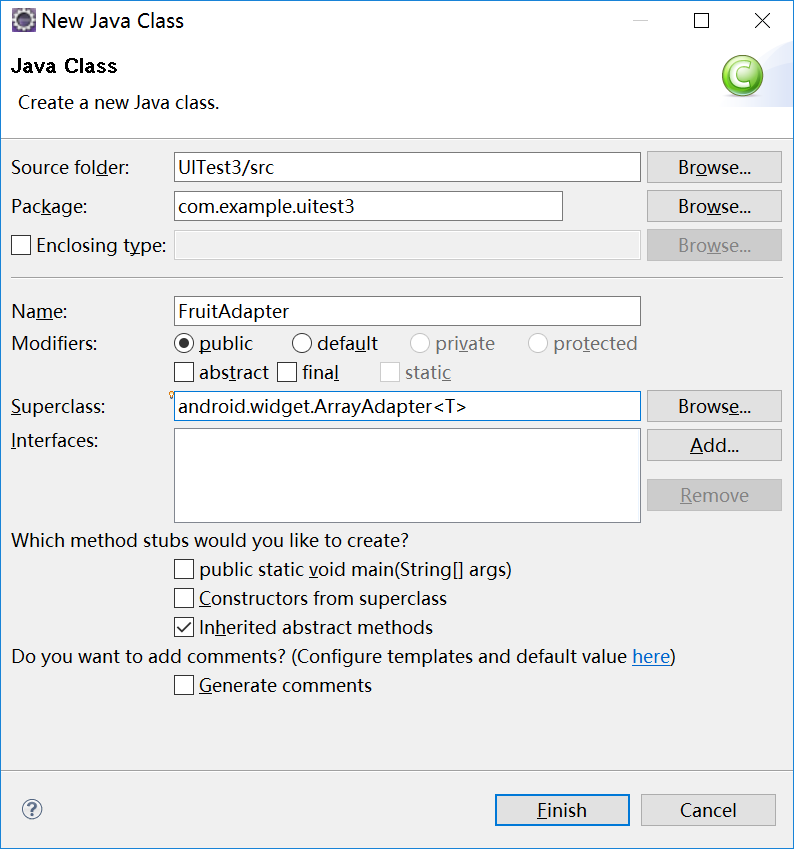 New Java Class
Java Class
Create a new Java class.
Source folder: UITest3/src Browse...
Package: com.example.uitest3 Browse...
Enclosing type: Browse...
Name: FruitAdapter
Modifiers: public default private protected
abstract final static
Superclass: android.widget.ArrayAdapter<T> Browse...
Interfaces: Add...
Remove
Which method stubs would you like to create?
public static void main(String[] args)
Constructors from superclass
Inherited abstract methods
Do you want to add comments? (Configure templates and default value here)
Generate comments
? Finish Cancel